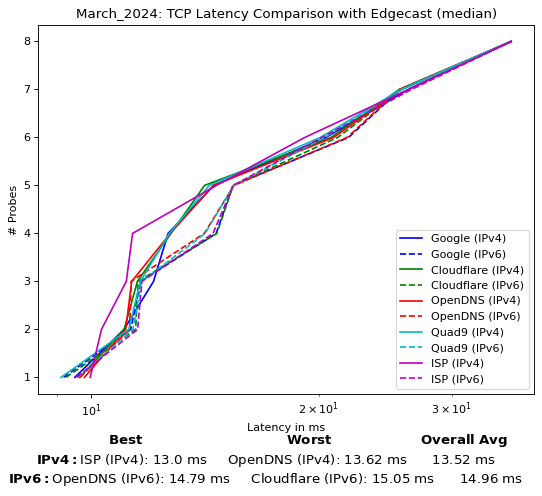 March_2024: TCP Latency Comparison with Edgecast (median)
8
7
6
5
4
3
2
1
# Probes
Google (IPv4)
Google (IPv6)
Cloudflare (IPv4)
Cloudflare (IPv6)
OpenDNS (IPv4)
OpenDNS (IPv6)
Quad9 (IPv4)
Quad9 (IPv6)
ISP (IPv4)
ISP (IPv6)
10¹ 2 × 10¹ 3 × 10¹
Latency in ms
Best Worst Overall Avg
IPv4: ISP (IPv4): 13.0 ms OpenDNS (IPv4): 13.62 ms 13.52 ms
IPv6: OpenDNS (IPv6): 14.79 ms Cloudflare (IPv6): 15.05 ms 14.96 ms